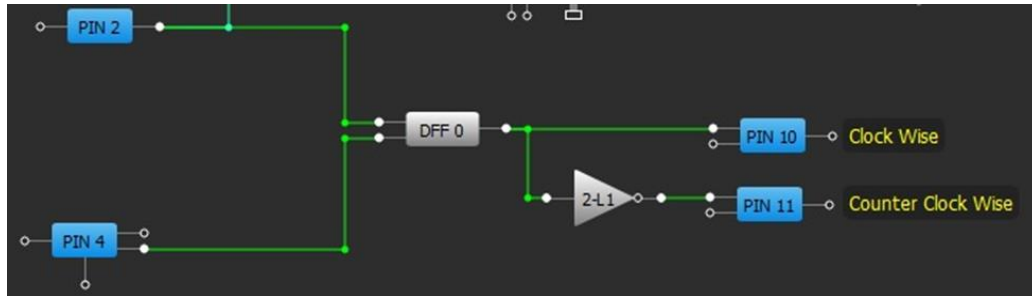 PIN 2
DFF 0
PIN 10
Clock Wise
2-L1
PIN 11
Counter Clock Wise
PIN 4